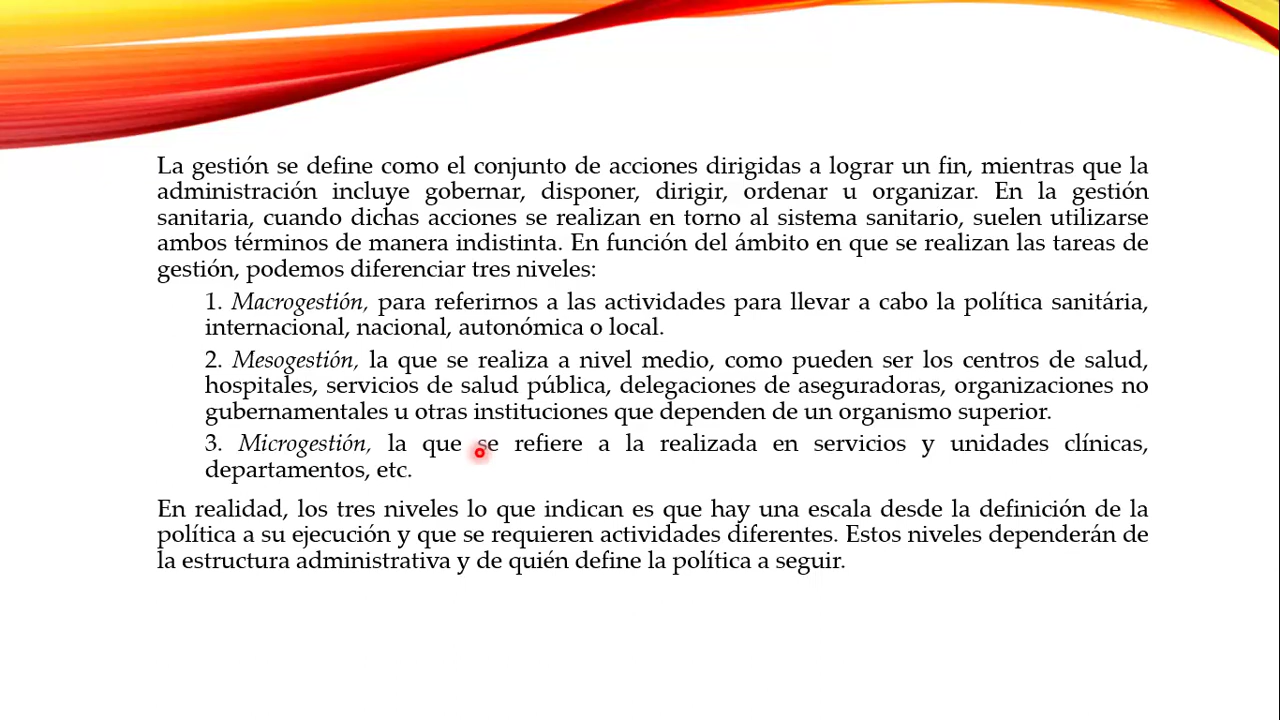 La gestión se define como el conjunto de acciones dirigidas a lograr un fin, mientras que la
administración incluye gobernar, disponer, dirigir, ordenar u organizar. En la gestión
sanitaria, cuando dichas acciones se realizan en torno al sistema sanitario, suelen utilizarse
ambos términos de manera indistinta. En función del ámbito en que se realizan las tareas de
gestión, podemos diferenciar tres niveles:
1. Macrogestión, para referirnos a las actividades para llevar a cabo la política sanitária,
internacional, nacional, autonómica o local.
2. Mesogestión, la que se realiza a nivel medio, como pueden ser los centros de salud,
hospitales, servicios de salud pública, delegaciones de aseguradoras, organizaciones no
gubernamentales u otras instituciones que dependen de un organismo superior.
3. Microgestión, la que se refiere a la realizada en servicios y unidades clínicas,
departamentos, etc.
En realidad, los tres niveles lo que indican es que hay una escala desde la definición de la
política a su ejecución y que se requieren actividades diferentes. Estos niveles dependerán de
la estructura administrativa y de quién define la política a seguir.